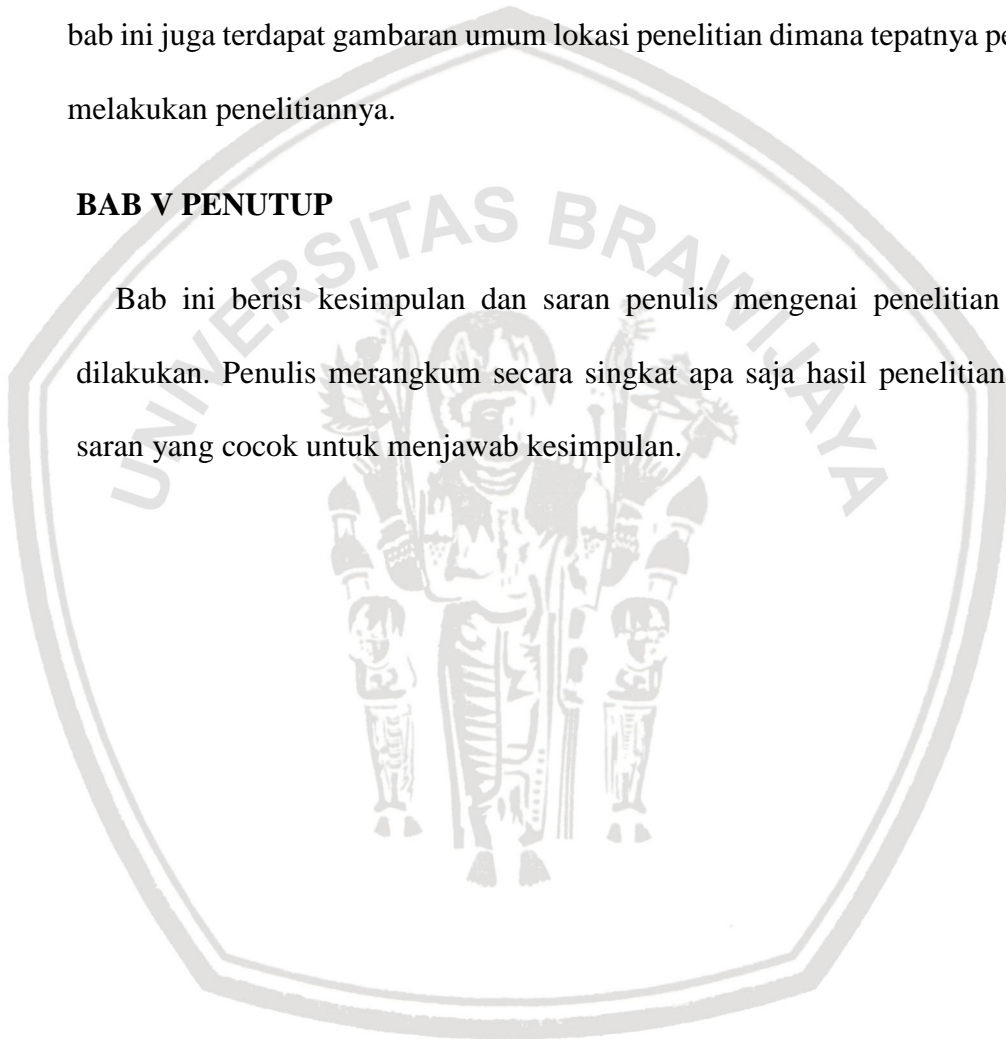 bab ini juga terdapat gambaran umum lokasi penelitian dimana tepatnya pe
melakukan penelitiannya.
BAB V PENUTUP
UNIVERSITAS BRAWIJAYA
Bab ini berisi kesimpulan dan saran penulis mengenai penelitian
dilakukan. Penulis merangkum secara singkat apa saja hasil penelitian
saran yang cocok untuk menjawab kesimpulan.